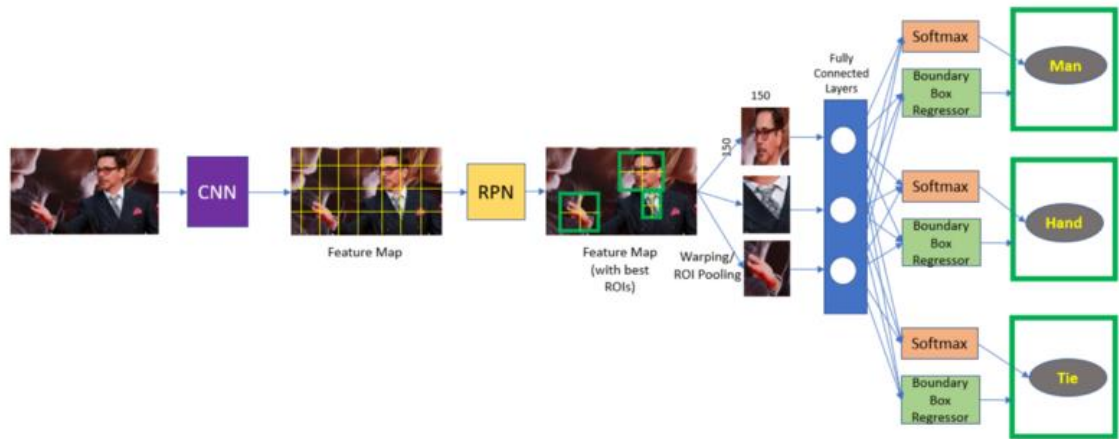 CNN
Feature Map
RPN
Feature Map
(with best
ROIs)
Warping/
ROI Pooling
150
150
Fully
Connected
Layers
Softmax
Boundary
Box
Regressor
Man
Softmax
Boundary
Box
Regressor
Hand
Softmax
Boundary
Box
Regressor
Tie